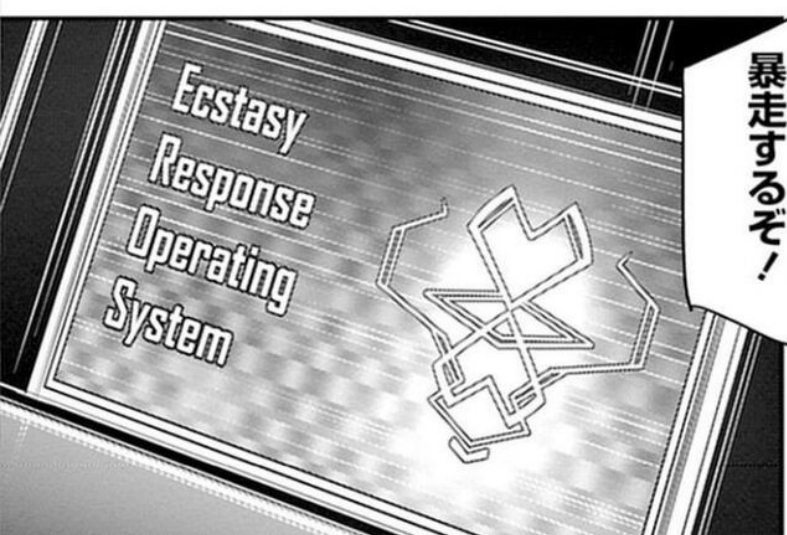 暴走するぞ！
Ecstasy
Response
Operating
System